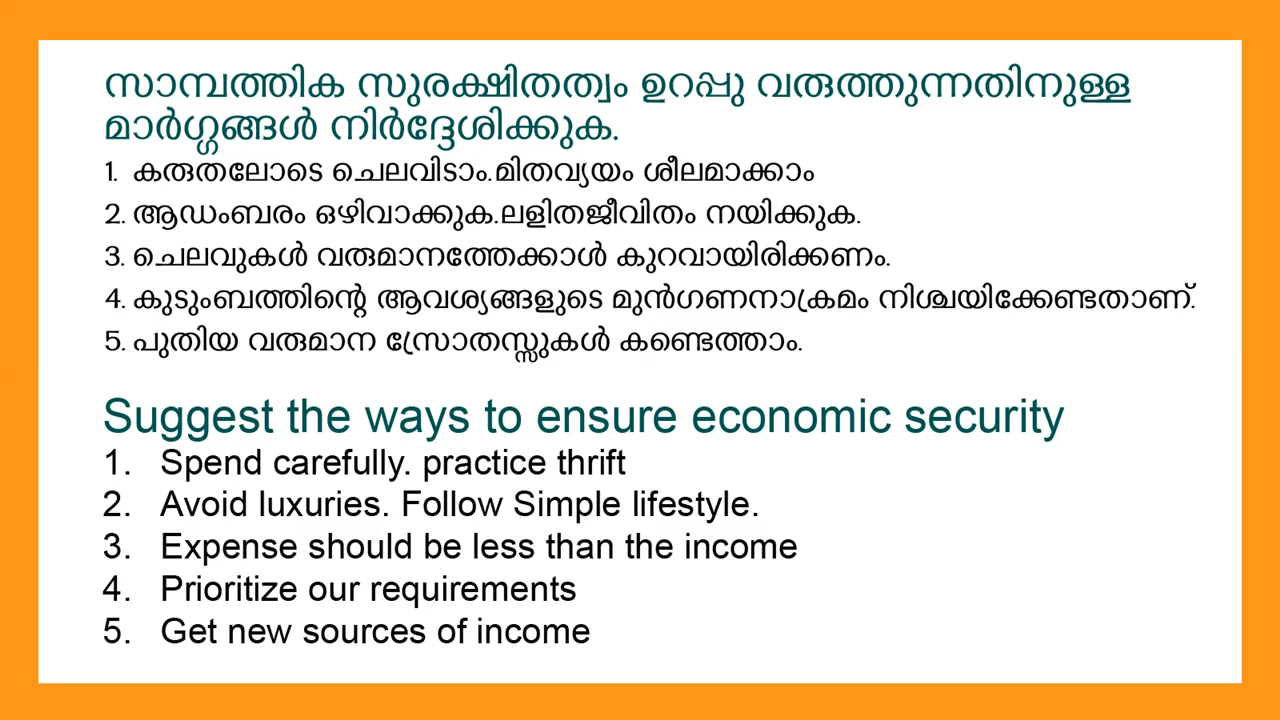 സാമ്പത്തിക സുരക്ഷിതത്വം ഉറപ്പു വരുത്തുന്നതിനുള്ള
മാർഗ്ഗങ്ങൾ നിർദ്ദേശിക്കുക.
1. കരുതലോടെ ചെലവിടാം.മിതവ്യയം ശീലമാക്കാം
2. ആഡംബരം ഒഴിവാക്കുക.ലളിതജീവിതം നയിക്കുക.
3. ചെലവുകൾ വരുമാനത്തേക്കാൾ കുറവായിരിക്കണം.
4. കുടുംബത്തിന്റെ ആവശ്യങ്ങളുടെ മുൻഗണനാക്രമം നിശ്ചയിക്കേണ്ടതാണ്.
5. പുതിയ വരുമാന സ്രോതസ്സുകൾ കണ്ടെത്താം.
Suggest the ways to ensure economic security
1. Spend carefully. practice thrift
2. Avoid luxuries. Follow Simple lifestyle.
3. Expense should be less than the income
4. Prioritize our requirements
5. Get new sources of income